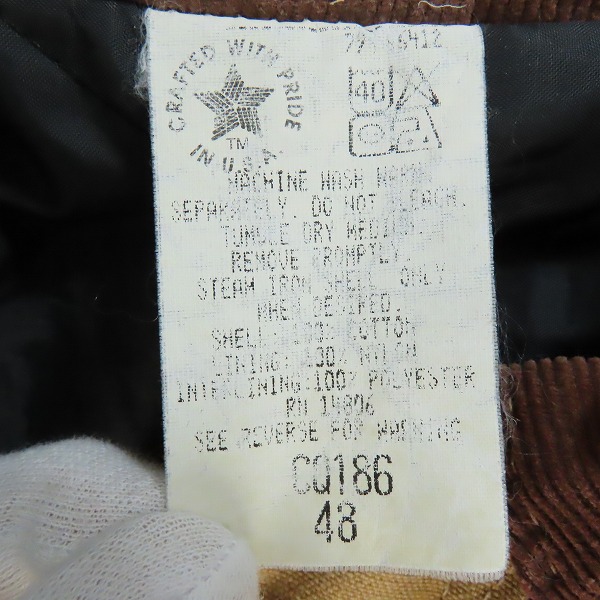 CRAFTED WITH PRIDE
IN U.S.A.
TM
40
MACHINE WASH WARM
SEPARATELY. DO NOT BLEACH.
TUMBLE DRY MEDIUM.
REMOVE PROMPTLY.
STEAM IRON SHELL ONLY
WHEN DESIRED.
SHELL: 100% COTTON
LINING: 100% NYLON
INTERLINING: 100% POLYESTER
RN 14806
SEE REVERSE FOR WARNING
CQ186
48